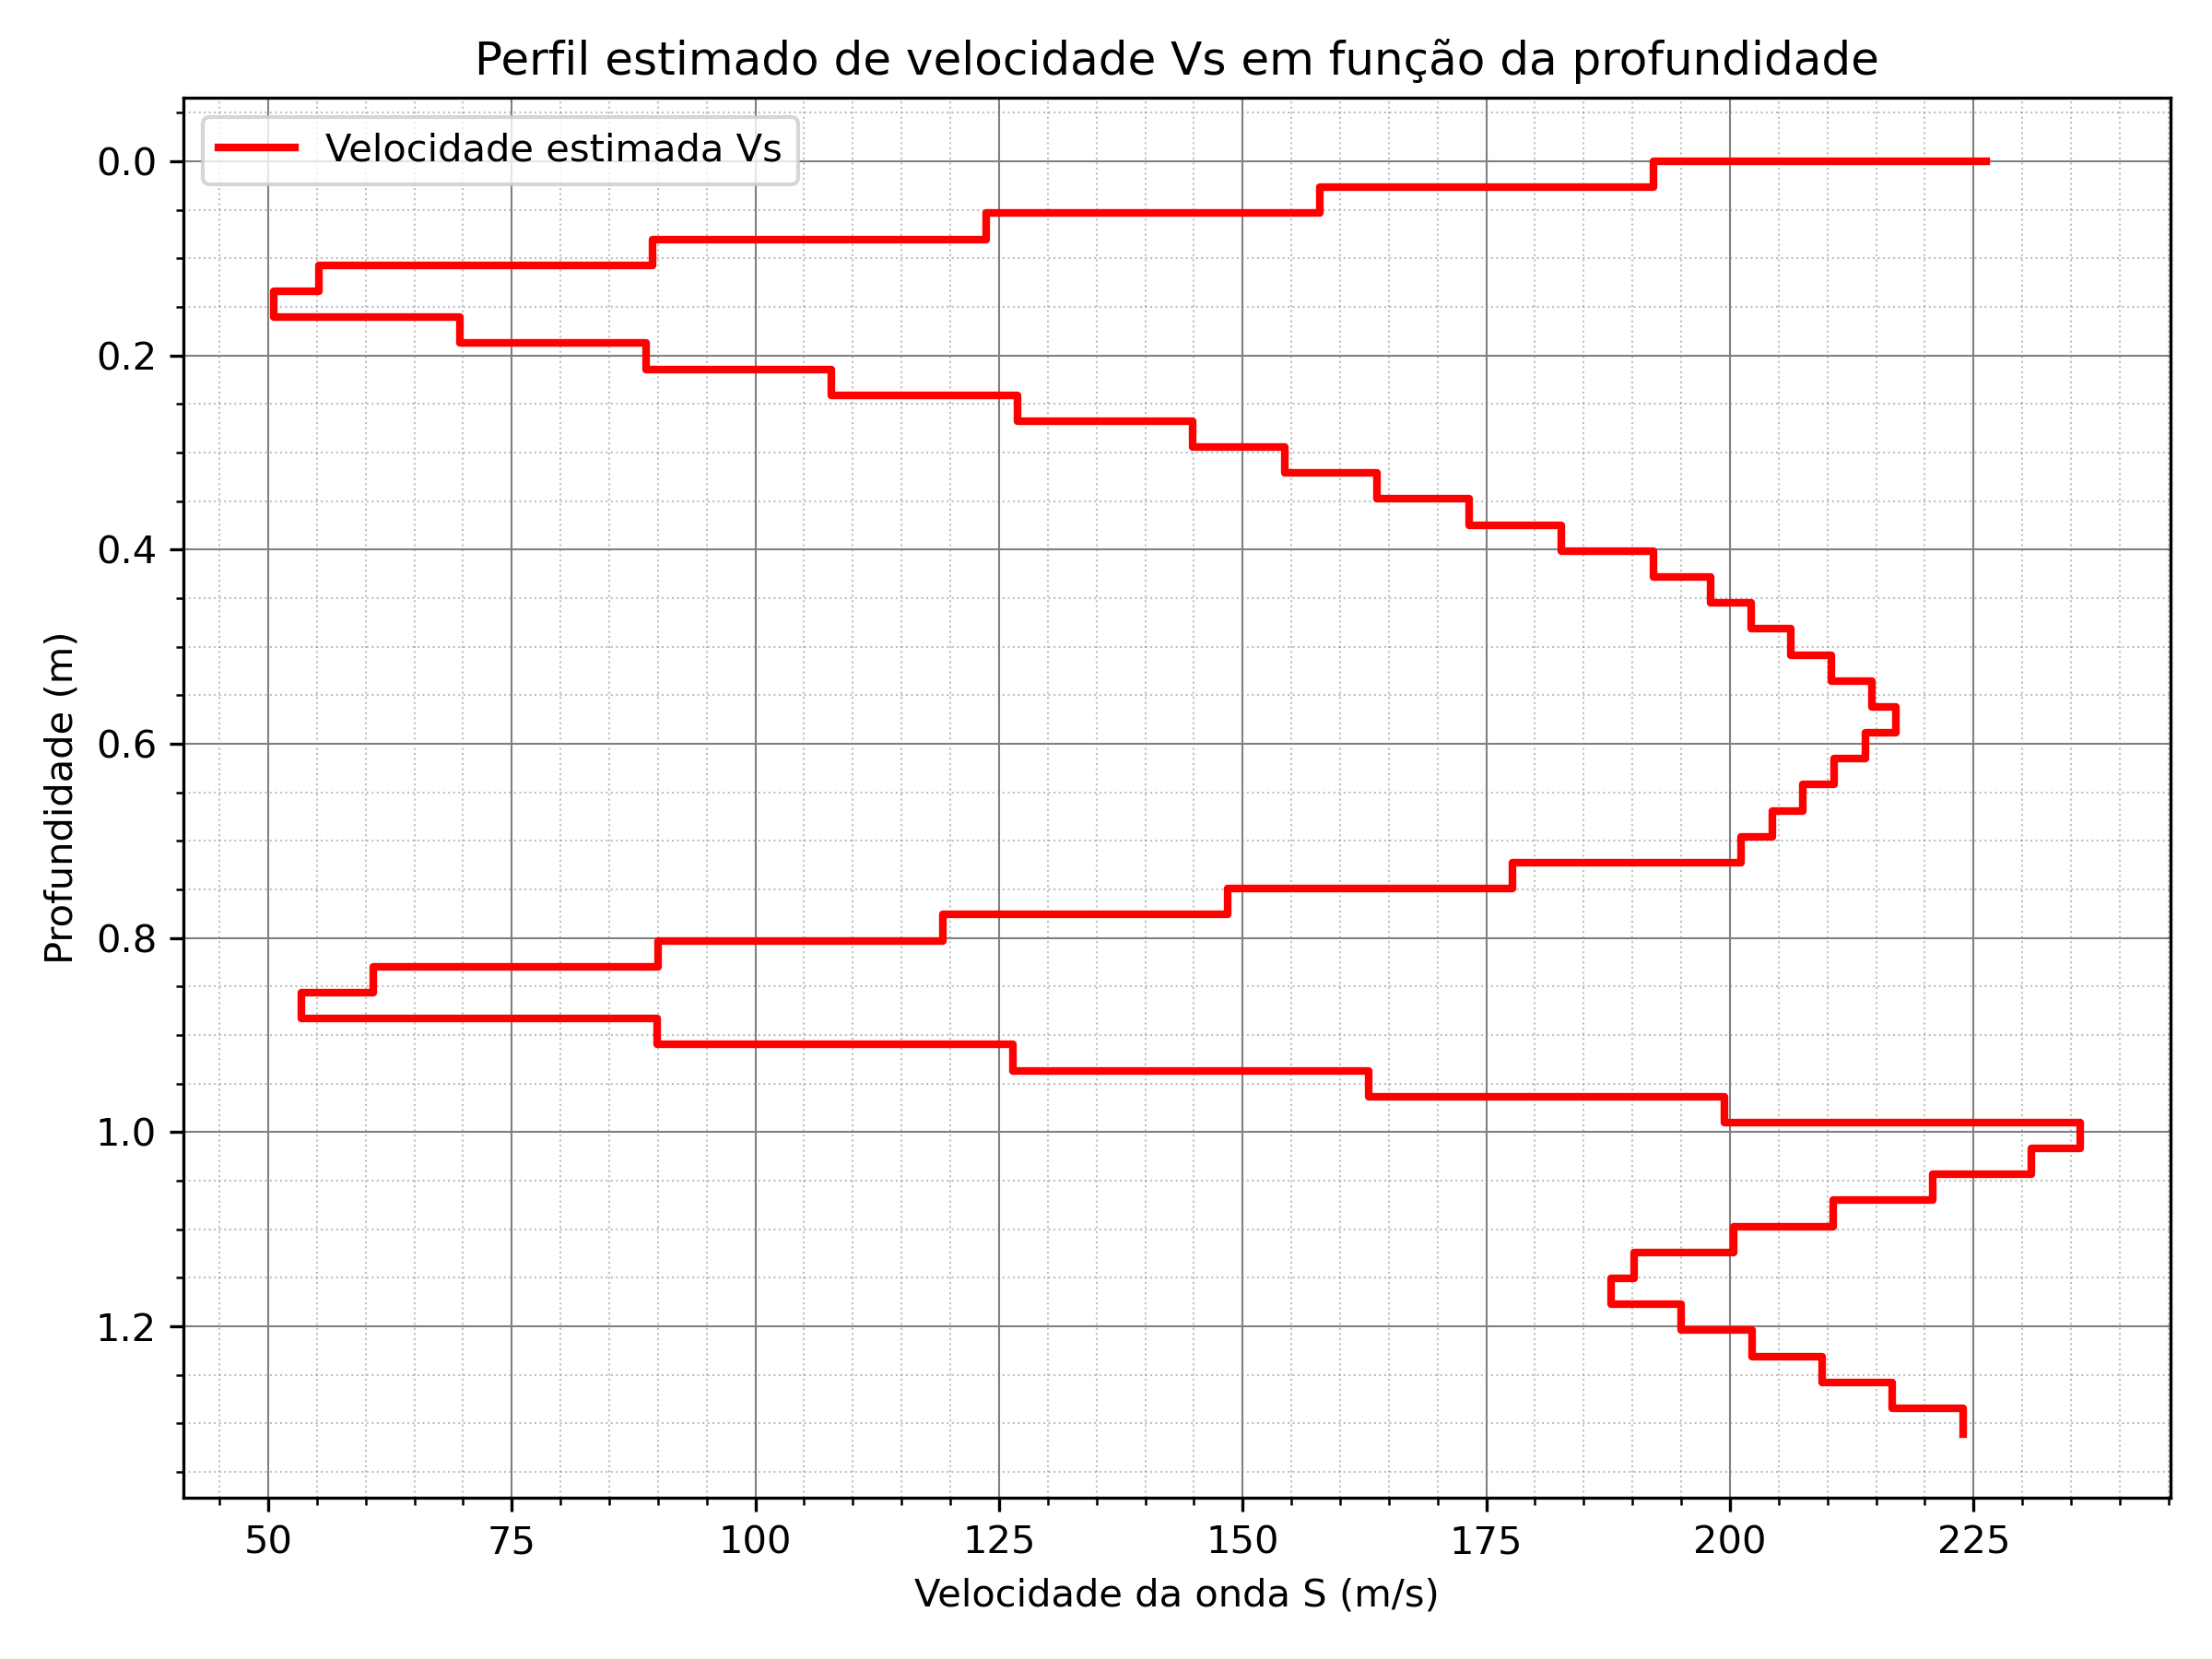 Perfil estimado de velocidade Vs em função da profundidade
Velocidade estimada Vs
0.0
0.2
0.4
0.6
0.8
1.0
1.2
Profundidade (m)
50 75 100 125 150 175 200 225
Velocidade da onda S (m/s)